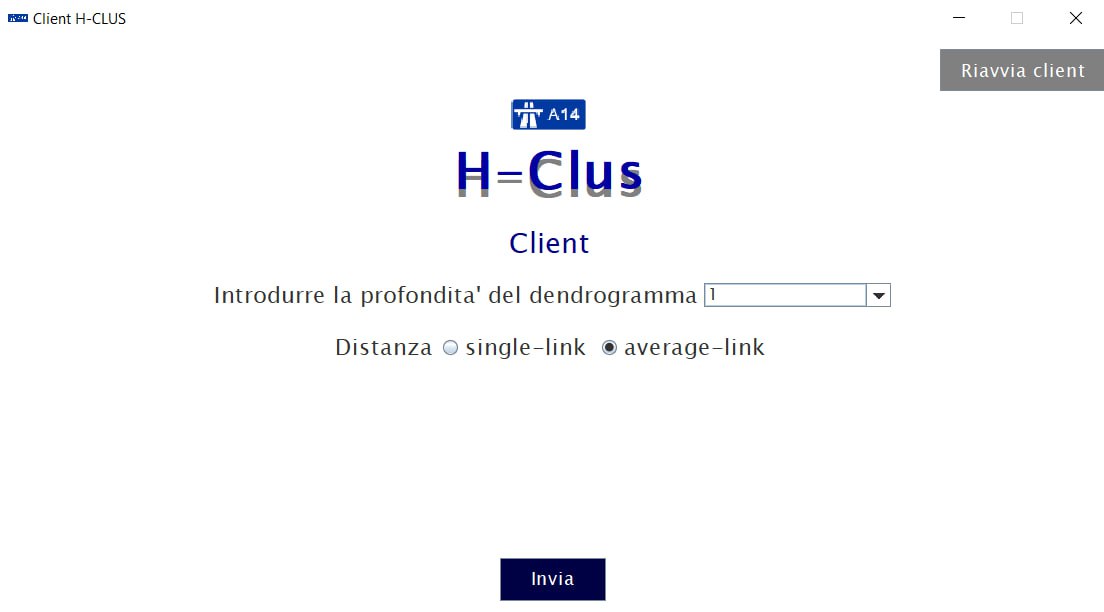 Client H-CLUS
Riavvia client
A14
H-Clus
Client
Introdurre la profondita' del dendrogramma 1
Distanza single-link average-link
Invia